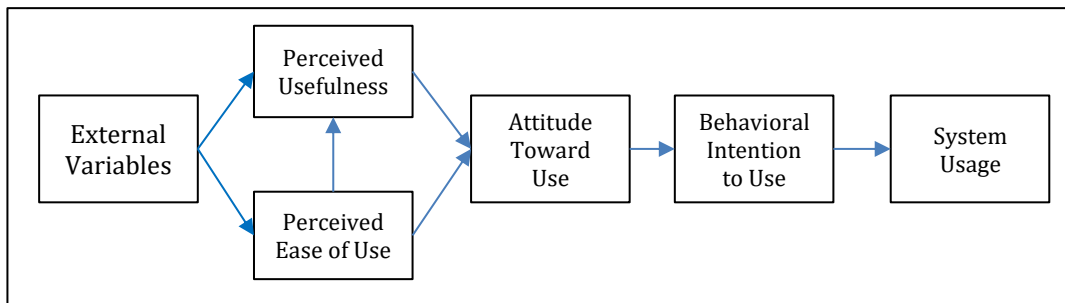 External
Variables
Perceived
Usefulness
Perceived
Ease of Use
Attitude
Toward
Use
Behavioral
Intention
to Use
System
Usage